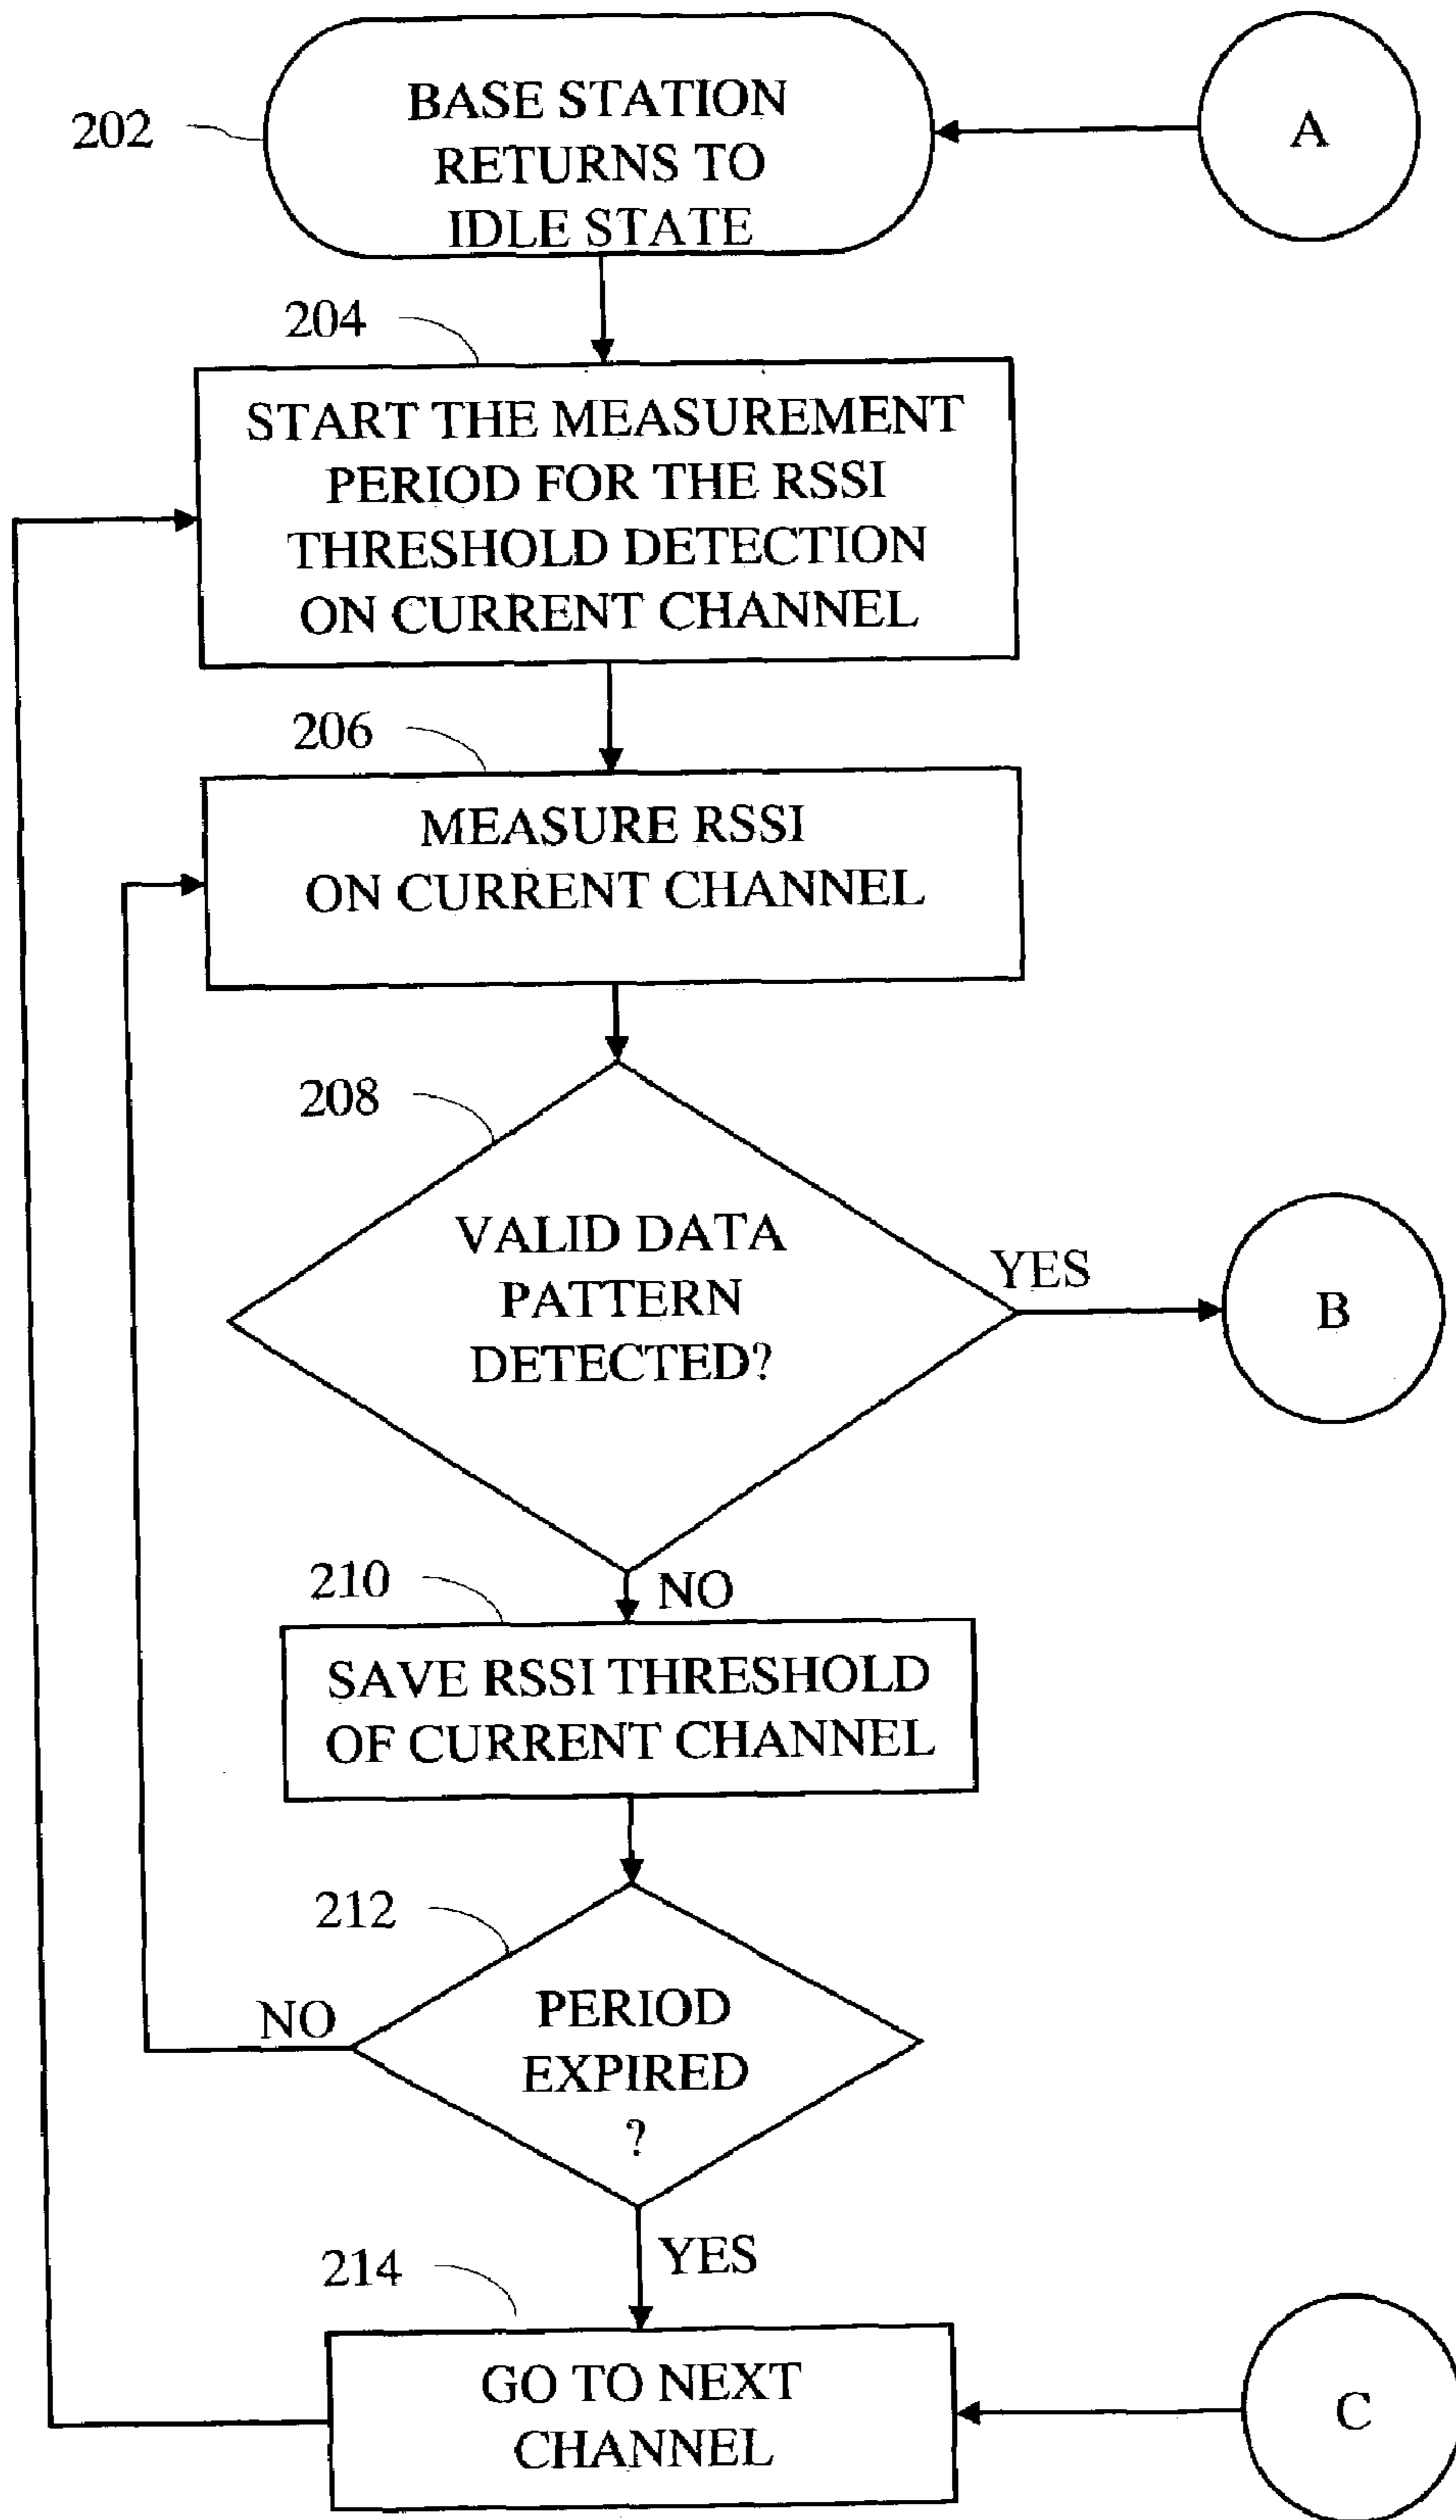 202
BASE STATION
RETURNS TO
IDLE STATE
A
204
START THE MEASUREMENT
PERIOD FOR THE RSSI
THRESHOLD DETECTION
ON CURRENT CHANNEL
206
MEASURE RSSI
ON CURRENT CHANNEL
208
VALID DATA
PATTERN
DETECTED?
YES
B
NO
210
SAVE RSSI THRESHOLD
OF CURRENT CHANNEL
212
PERIOD
EXPIRED
?
NO
YES
214
GO TO NEXT
CHANNEL
C